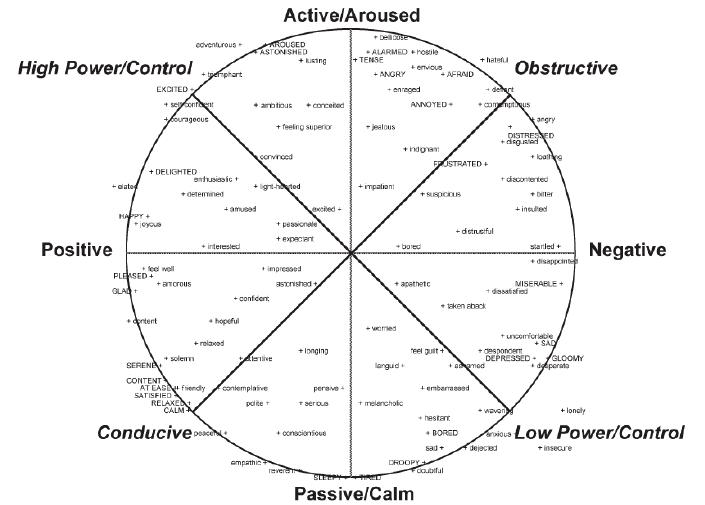 Active/Aroused
+ bellicose
adventurous +
+ AROUSED
+ ASTONISHED
+ ALARMED + hostile
+ lusting
+ TENSE
+ hateful
+ envious
High Power/Control
Obstructive
+ triumphant
+ ANGRY
+ AFRAID
EXCITED +
+ enraged
+ defiant
+ self-confident
+ ambitious
+ conceited
ANNOYED +
+ contemptuous
+ courageous
+ angry
+ feeling superior
+ jealous
+
DISTRESSED
+ disgusted
+ indignant
+ convinced
+ loathing
FRUSTRATED +
+ DELIGHTED
enthusiastic +
+ discontented
+ elated
+ light-hearted
+ impatient
+ determined
+ suspicious
+ bitter
+ amused
excited +
+ insulted
HAPPY +
+ joyous
+ passionate
+ distrustful
+ expectant
Positive
+ interested
+ bored
startled +
Negative
+ disappointed
+ feel well
+ impressed
PLEASED +
+ amorous
astonished +
+ apathetic
MISERABLE +
GLAD +
+ dissatisfied
+ confident
+ taken aback
+ content
+ hopeful
+ worried
+ uncomfortable
+ relaxed
+ SAD
+ longing
feel guilt +
+ despondent
+ solemn
+ attentive
DEPRESSED +
+ GLOOMY
SERENE +
languid +
+ ashamed
+ desperate
CONTENT +
AT EASE + + friendly
+ contemplative
pensive +
+ embarrassed
SATISFIED +
RELAXED +
polite +
+ serious
+ melancholic
CALM +
+ wavering
+ lonely
+ hesitant
Conducive
peaceful +
+ conscientious
+ BORED
anxious +
Low Power/Control
sad +
+ dejected
+ insecure
empathic +
DROOPY +
reverent +
+ doubtful
SLEEPY +
+ TIRED
Passive/Calm